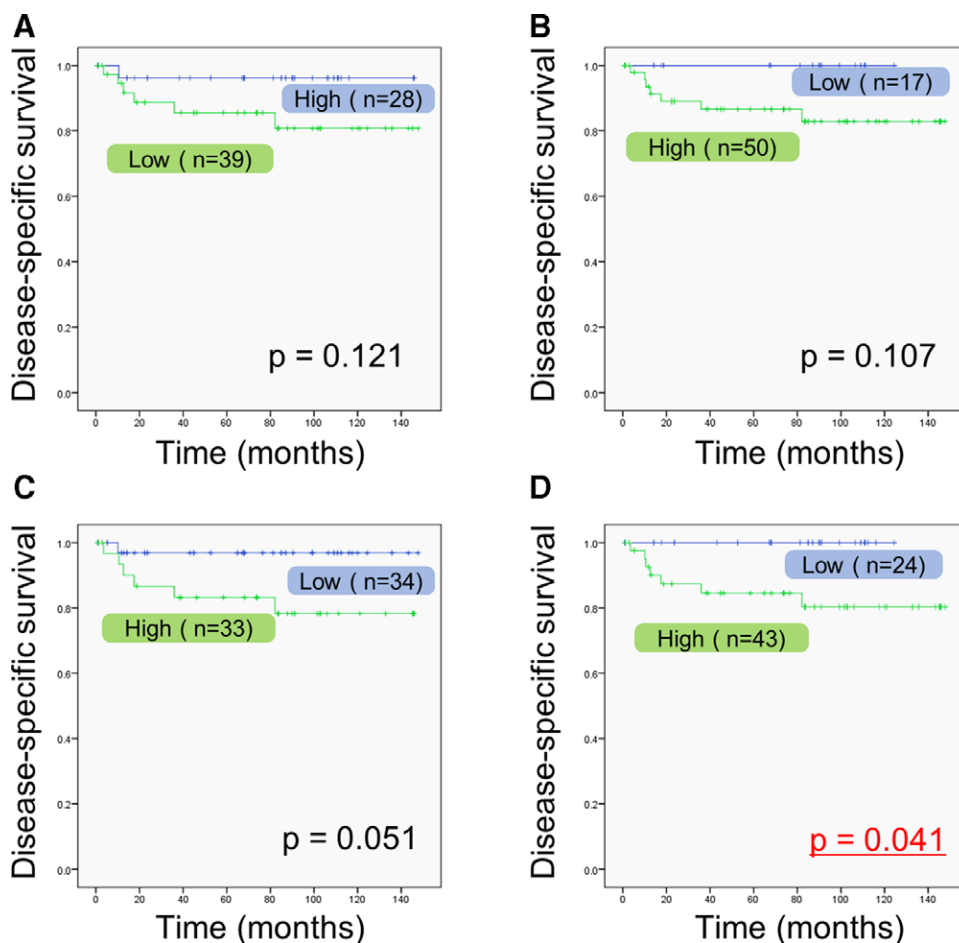 A
Disease-specific survival
1.0
0.8
0.6
0.4
0.2
0.0
High ( n=28)
Low ( n=39)
p = 0.121
0 20 40 60 80 100 120 140
Time (months)
B
Disease-specific survival
1.0
0.8
0.6
0.4
0.2
0.0
Low ( n=17)
High ( n=50)
p = 0.107
0 20 40 60 80 100 120 140
Time (months)
C
Disease-specific survival
1.0
0.8
0.6
0.4
0.2
0.0
Low ( n=34)
High ( n=33)
p = 0.051
0 20 40 60 80 100 120 140
Time (months)
D
Disease-specific survival
1.0
0.8
0.6
0.4
0.2
0.0
Low ( n=24)
High ( n=43)
p = 0.041
0 20 40 60 80 100 120 140
Time (months)